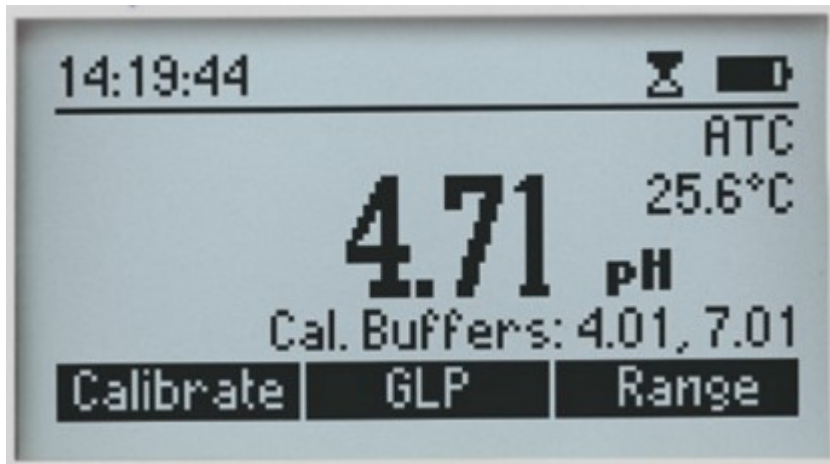 14:19:44
ATC
25.6°C
4.71 pH
Cal. Buffers: 4.01, 7.01
Calibrate GLP Range